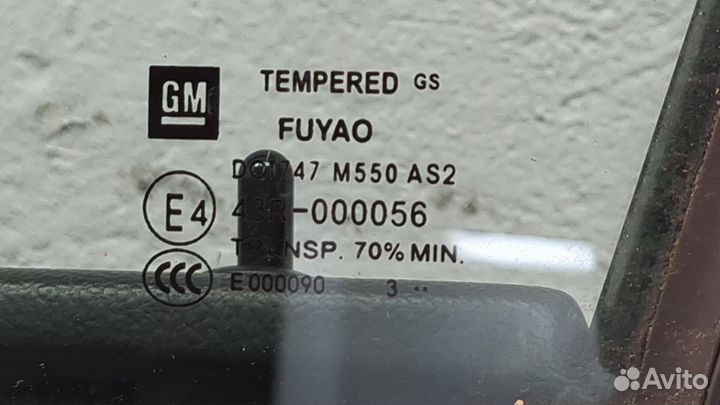 GM
TEMPERED GS
FUYAO
DOT747 M550 AS2
E4 43R-000056
TRANSP. 70% MIN.
CCC E000090 3 ..
Avito